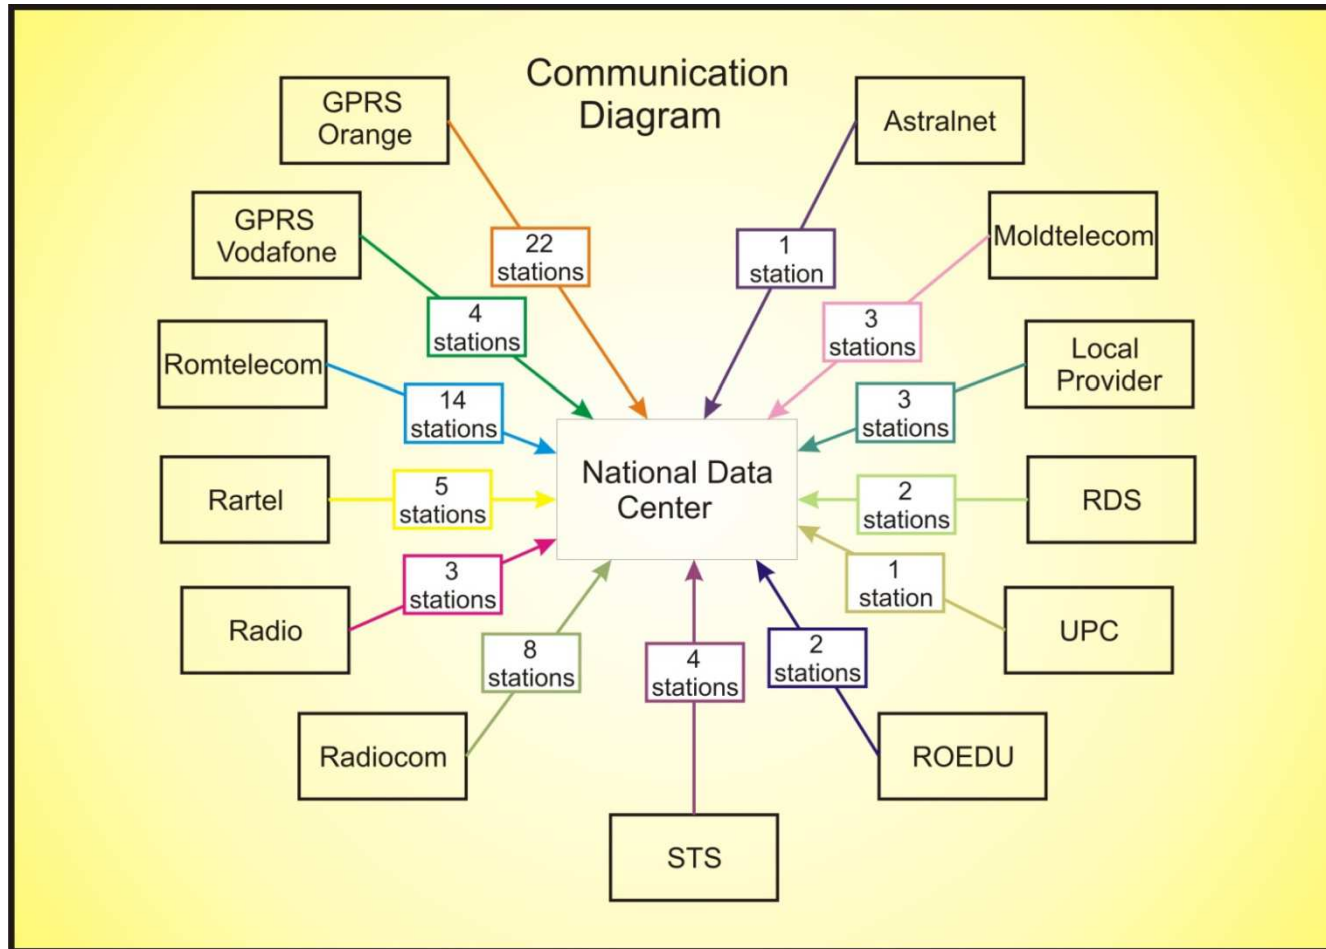 Communication
Diagram
GPRS
Orange
22
stations
GPRS
Vodafone
4
stations
Romtelecom
14
stations
Rartel
5
stations
Radio
3
stations
Radiocom
8
stations
STS
4
stations
ROEDU
2
stations
UPC
1
station
RDS
2
stations
Local
Provider
3
stations
Moldtelecom
3
stations
Astralnet
1
station
National Data
Center